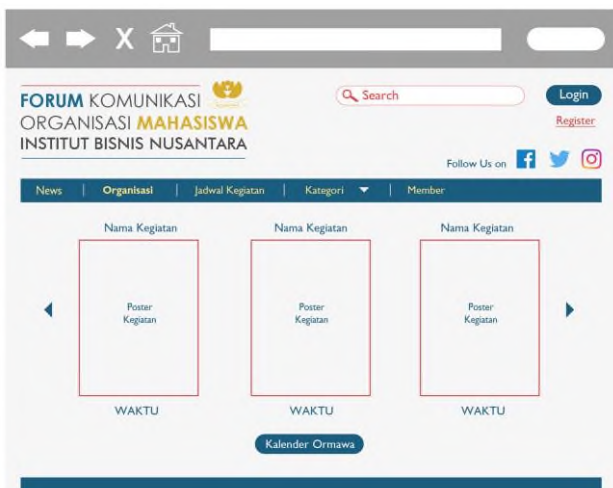 X
FORUM KOMUNIKASI
ORGANISASI MAHASISWA
INSTITUT BISNIS NUSANTARA
Search
Login
Register
Follow Us on
News | Organisasi | Jadwal Kegiatan | Kategori | Member
Nama Kegiatan Nama Kegiatan Nama Kegiatan
Poster Kegiatan
Poster Kegiatan
Poster Kegiatan
WAKTU WAKTU WAKTU
Kalender Ormawa